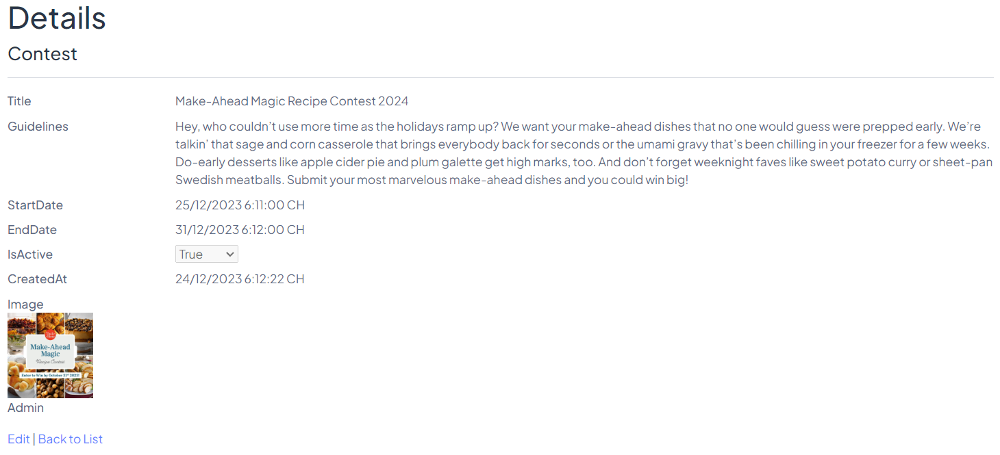 Details
Contest
Title Make-Ahead Magic Recipe Contest 2024
Guidelines Hey, who couldn’t use more time as the holidays ramp up? We want your make-ahead dishes that no one would guess were prepped early. We’re
talkin’ that sage and corn casserole that brings everybody back for seconds or the umami gravy that’s been chilling in your freezer for a few weeks.
Do-early desserts like apple cider pie and plum galette get high marks, too. And don’t forget weeknight faves like sweet potato curry or sheet-pan
Swedish meatballs. Submit your most marvelous make-ahead dishes and you could win big!
StartDate 25/12/2023 6:11:00 CH
EndDate 31/12/2023 6:12:00 CH
IsActive True
CreatedAt 24/12/2023 6:12:22 CH
Image
Make-Ahead
Magic
Recipe Contest
Enter to Win by October 31st 2023!
Admin
Edit | Back to List